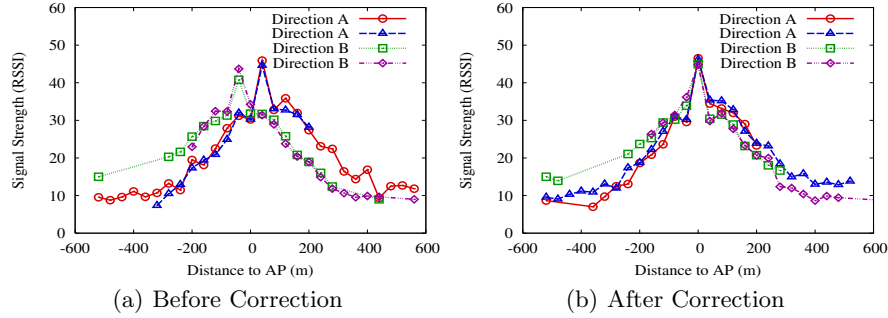 60
50
40
30
20
10
0
-600 -400 -200 0 200 400 600
Signal Strength (RSSI)
Distance to AP (m)
Direction A
Direction A
Direction B
Direction B
(a) Before Correction
60
50
40
30
20
10
0
-600 -400 -200 0 200 400 600
Signal Strength (RSSI)
Distance to AP (m)
Direction A
Direction A
Direction B
Direction B
(b) After Correction